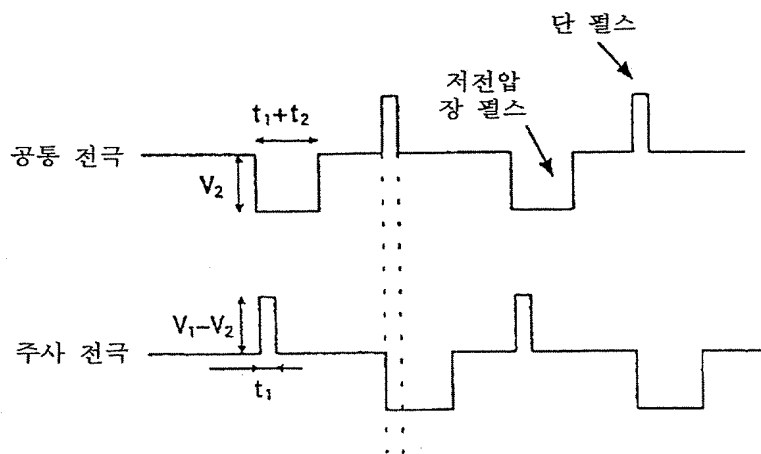 단 펄스
저전압
장 펄스
t₁+t₂
공통 전극
V₂
V₁−V₂
주사 전극
t₁